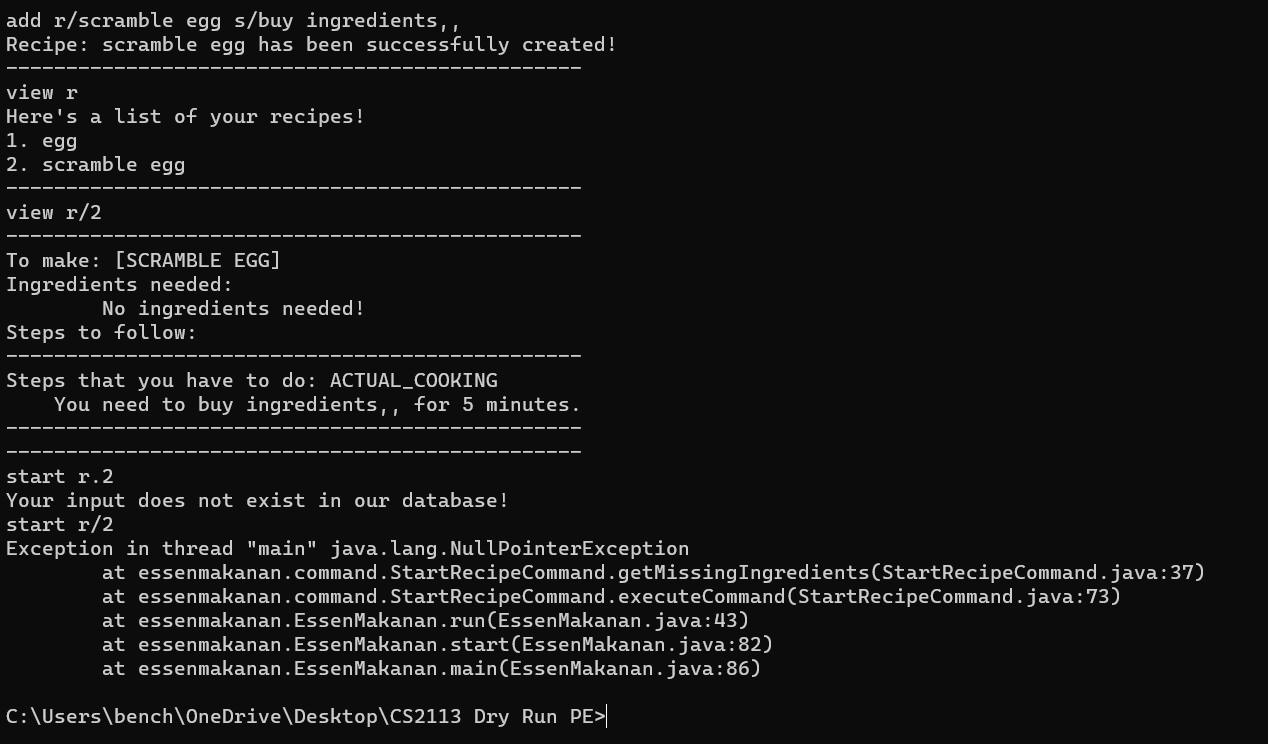 add r/scramble egg s/buy ingredients,,
Recipe: scramble egg has been successfully created!
------------------------------------------------
view r
Here's a list of your recipes!
1. egg
2. scramble egg
------------------------------------------------
view r/2
------------------------------------------------
To make: [SCRAMBLE EGG]
Ingredients needed:
        No ingredients needed!
Steps to follow:
------------------------------------------------
Steps that you have to do: ACTUAL_COOKING
    You need to buy ingredients,, for 5 minutes.
------------------------------------------------
------------------------------------------------
start r.2
Your input does not exist in our database!
start r/2
Exception in thread "main" java.lang.NullPointerException
        at essenmakanan.command.StartRecipeCommand.getMissingIngredients(StartRecipeCommand.java:37)
        at essenmakanan.command.StartRecipeCommand.executeCommand(StartRecipeCommand.java:73)
        at essenmakanan.EssenMakanan.run(EssenMakanan.java:43)
        at essenmakanan.EssenMakanan.start(EssenMakanan.java:82)
        at essenmakanan.EssenMakanan.main(EssenMakanan.java:86)

C:\Users\bench\OneDrive\Desktop\CS2113 Dry Run PE>